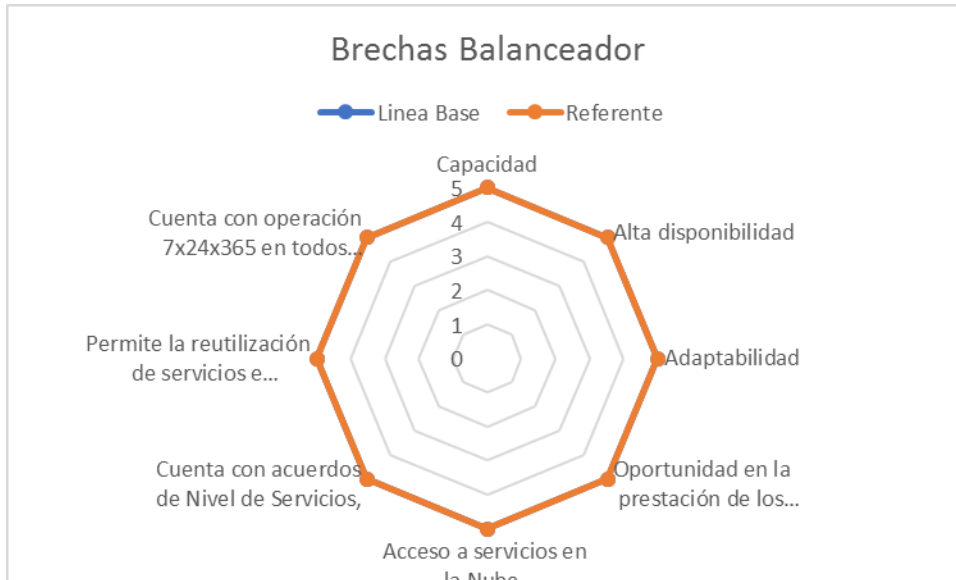 Brechas Balanceador
Linea Base
Referente
Capacidad
5
4
3
2
1
0
Alta disponibilidad
Adaptabilidad
Oportunidad en la
prestación de los...
Acceso a servicios en
la Nube
Cuenta con acuerdos
de Nivel de Servicios,
Permite la reutilización
de servicios e...
Cuenta con operación
7x24x365 en todos...